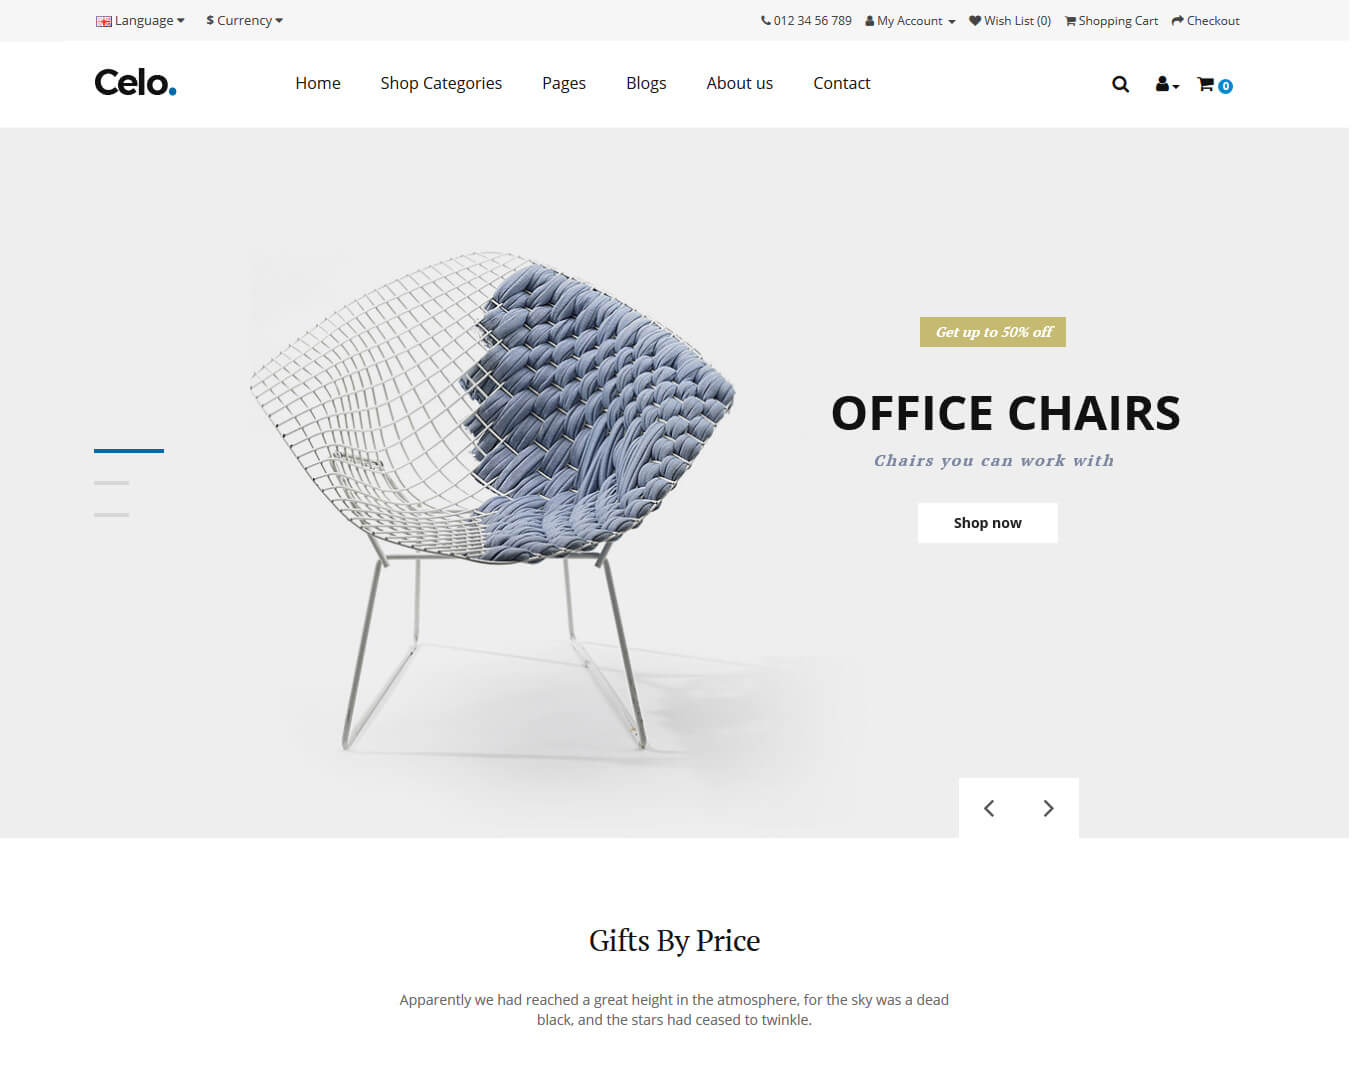 Language
$ Currency
012 34 56 789
My Account
Wish List (0)
Shopping Cart
Checkout
Celo.
Home
Shop Categories
Pages
Blogs
About us
Contact
0
Get up to 50% off
OFFICE CHAIRS
Chairs you can work with
Shop now
Gifts By Price
Apparently we had reached a great height in the atmosphere, for the sky was a dead
black, and the stars had ceased to twinkle.